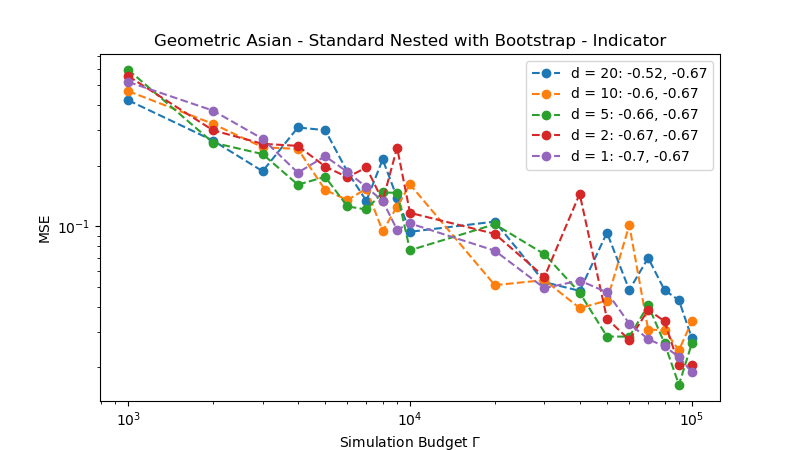 Geometric Asian - Standard Nested with Bootstrap - Indicator
d = 20: -0.52, -0.67
d = 10: -0.6, -0.67
d = 5: -0.66, -0.67
d = 2: -0.67, -0.67
d = 1: -0.7, -0.67
MSE
10⁻¹
10³ 10⁴ 10⁵
Simulation Budget Γ